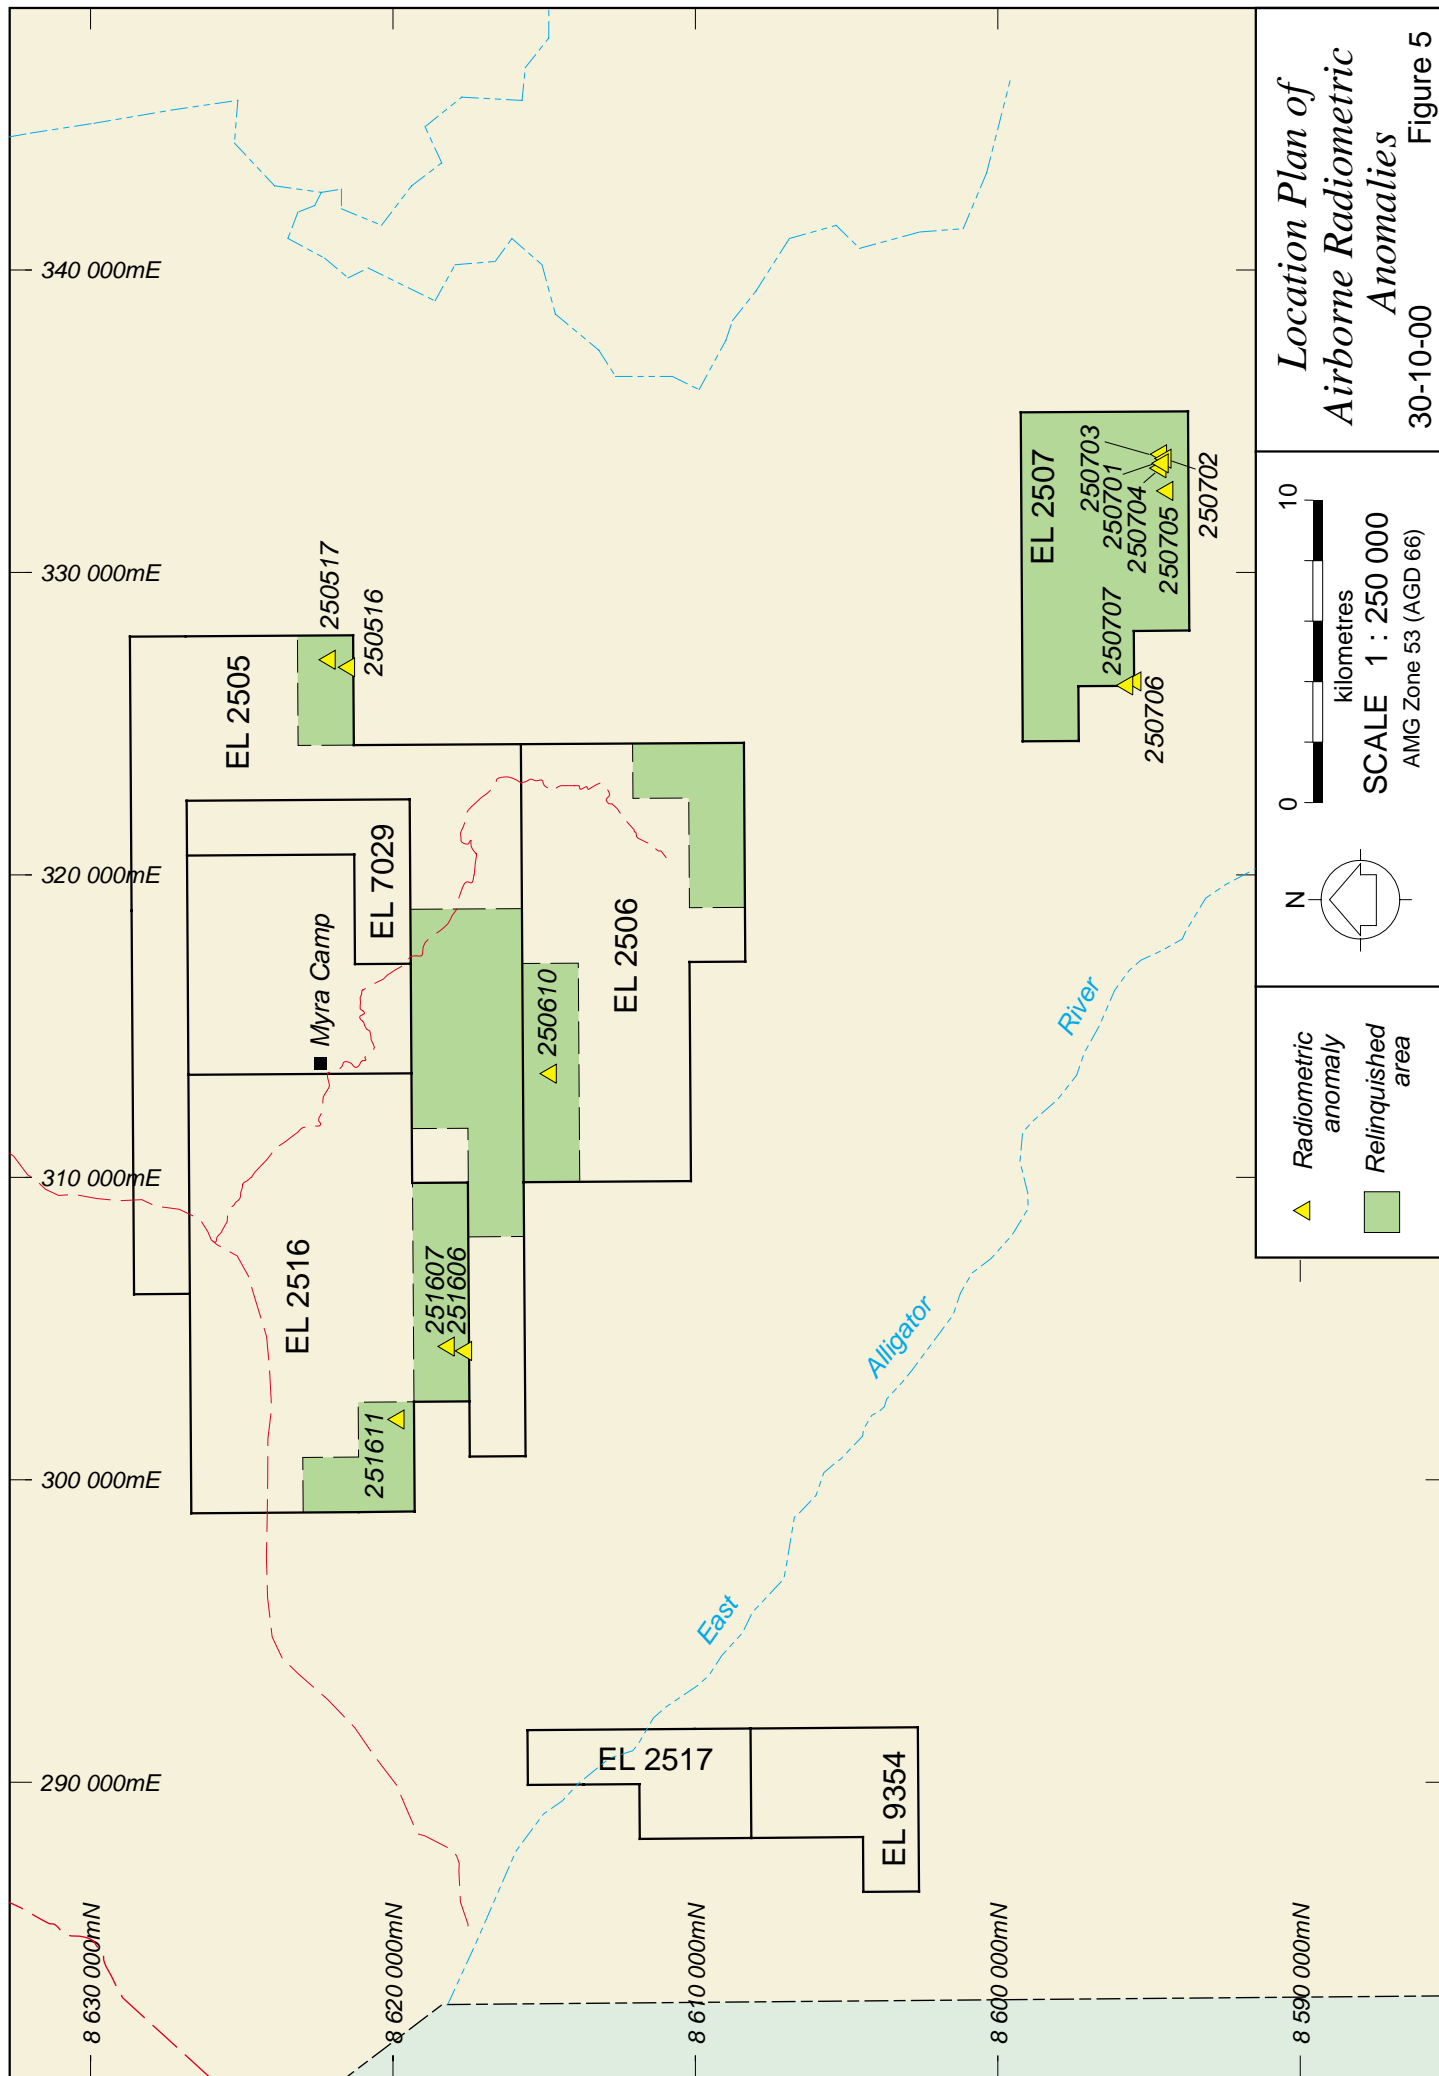 340 000mE
330 000mE
320 000mE
310 000mE
300 000mE
290 000mE
8 630 000mN
8 620 000mN
8 610 000mN
8 600 000mN
8 590 000mN
EL 2505
250517
250516
EL 7029
Myra Camp
EL 2516
251607
251606
251611
250610
EL 2506
EL 2507
250703
250701
250704
250705
250702
250707
250706
EL 2517
EL 9354
East
Alligator
River
Radiometric
anomaly
Relinquished
area
N
0
10
kilometres
SCALE 1 : 250 000
AMG Zone 53 (AGD 66)
Location Plan of
Airborne Radiometric
Anomalies
30-10-00
Figure 5